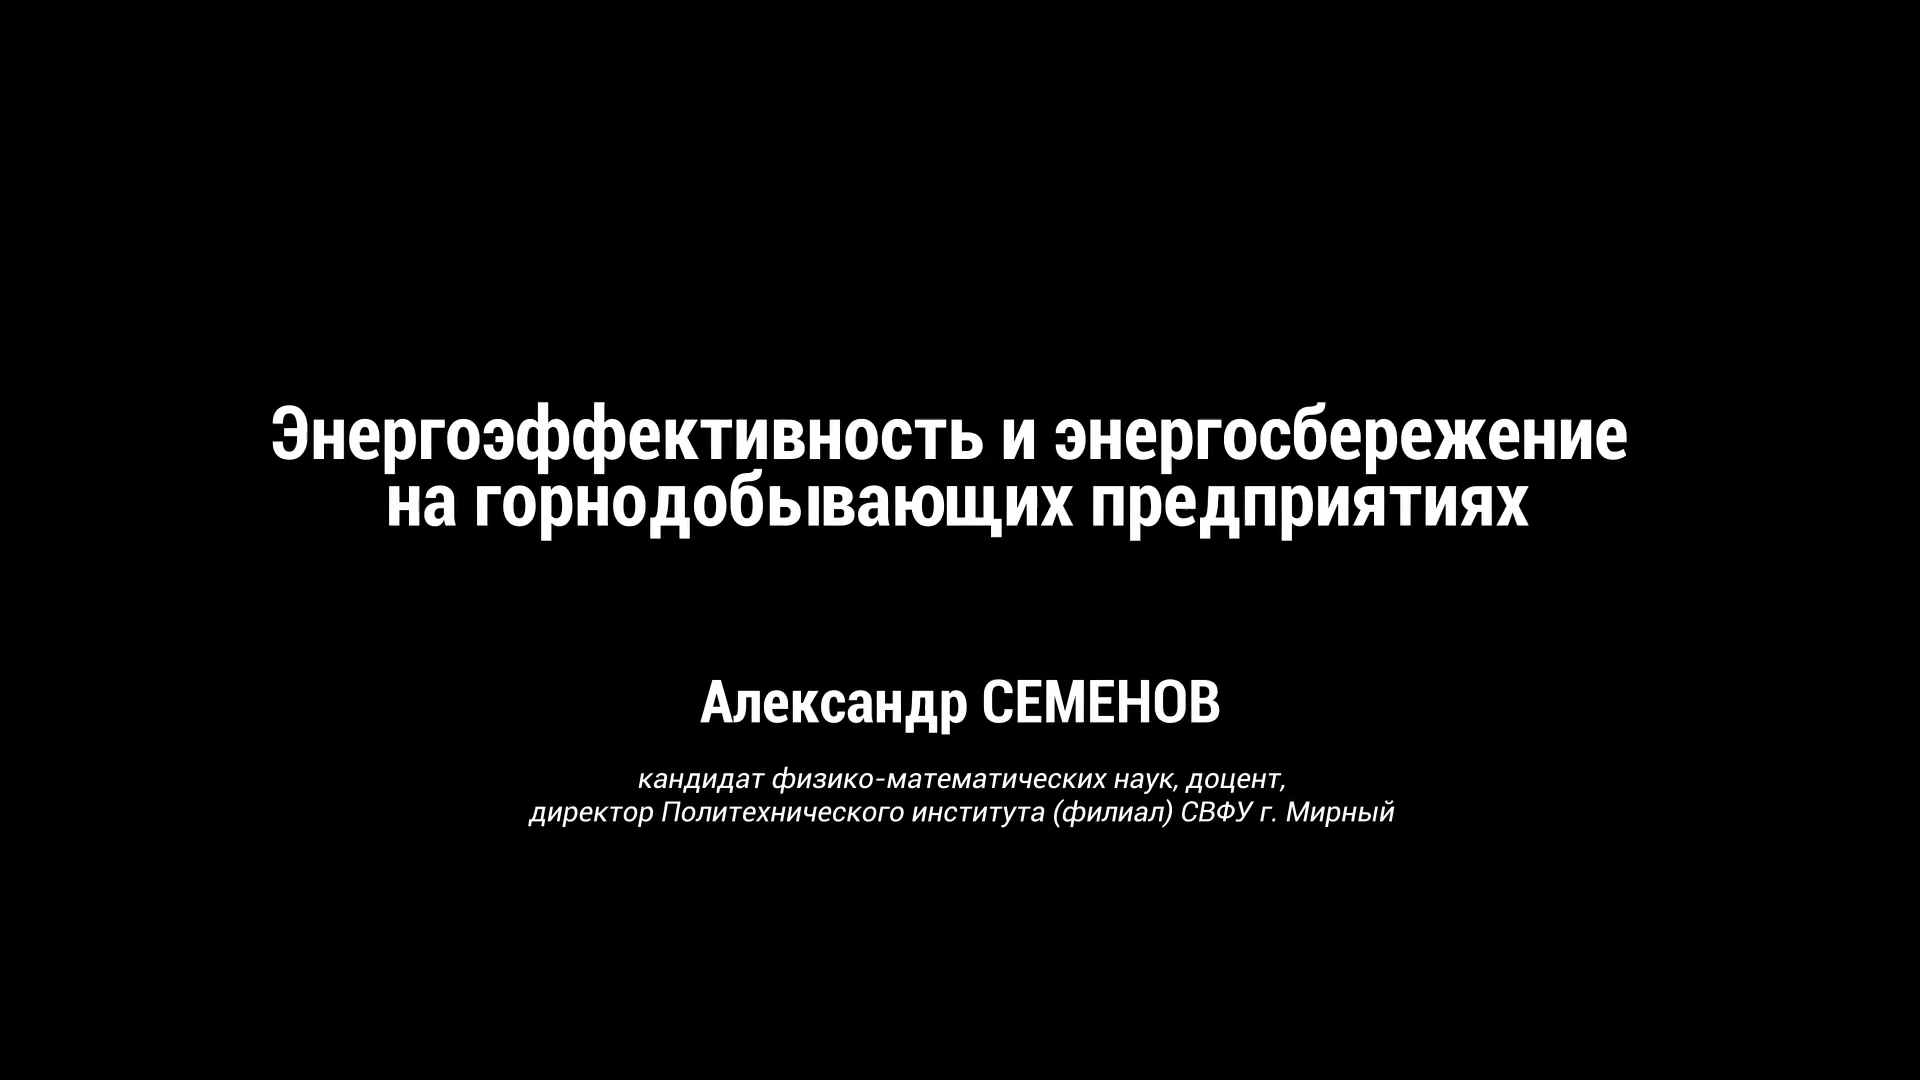 Энергоэффективность и энергосбережение
на горнодобывающих предприятиях
Александр СЕМЕНОВ
кандидат физико-математических наук, доцент,
директор Политехнического института (филиал) СВФУ г. Мирный